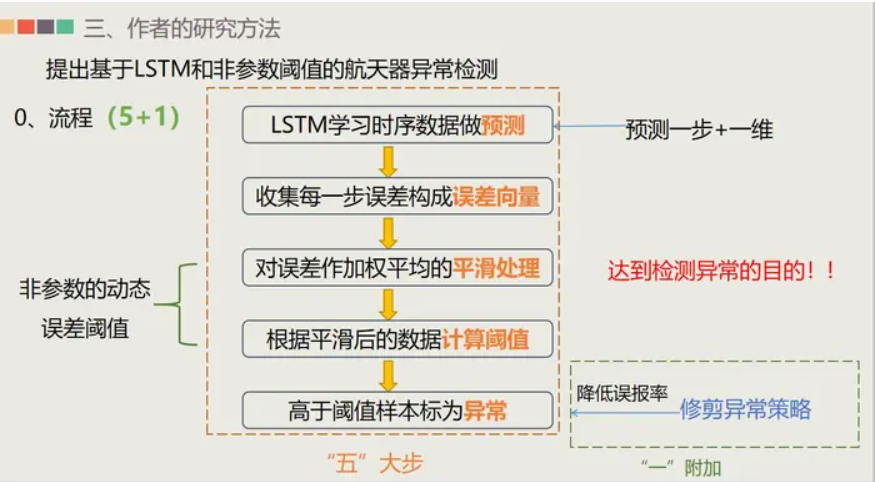 三、作者的研究方法
提出基于LSTM和非参数阈值的航天器异常检测
0、流程（5+1）
LSTM学习时序数据做预测
预测一步+一维
收集每一步误差构成误差向量
对误差作加权平均的平滑处理
达到检测异常的目的！！
非参数的动态
误差阈值
根据平滑后的数据计算阈值
高于阈值样本标为异常
降低误报率
修剪异常策略
“五”大步
“一”附加